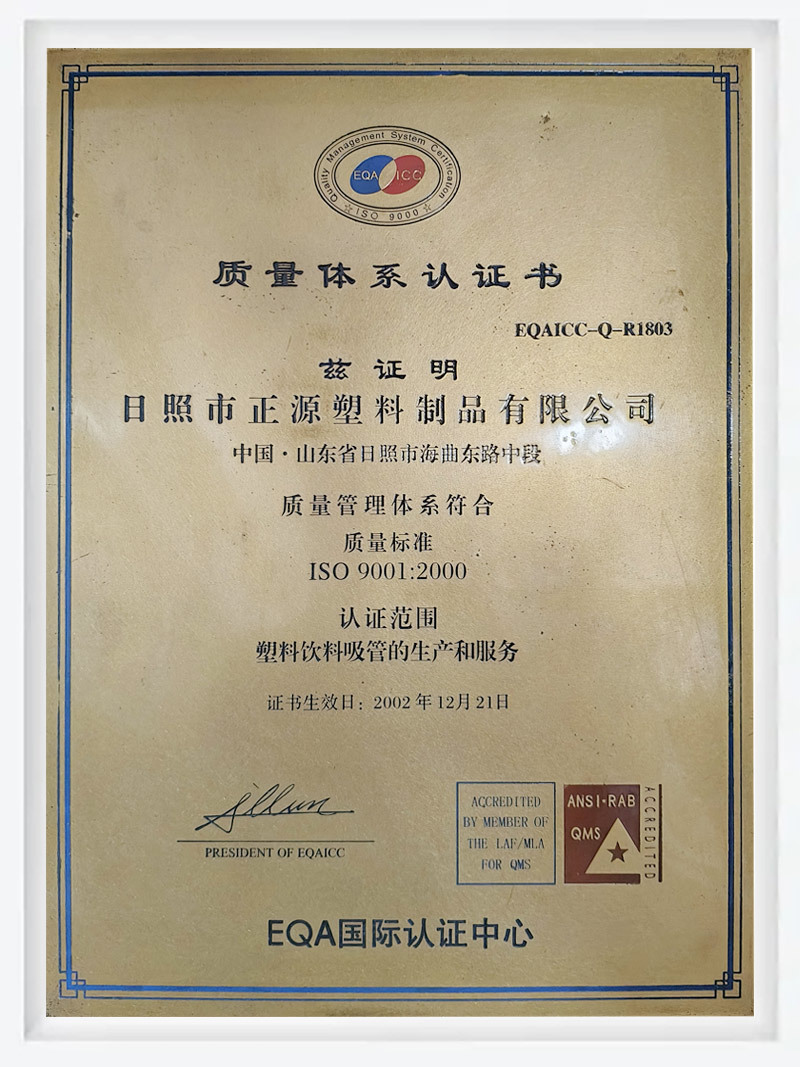 Quality Management System Certification
EQA ICC
☆ISO 9000☆
质量体系认证书
EQAICC-Q-R1803
兹证明
日照市正源塑料制品有限公司
中国·山东省日照市海曲东路中段
质量管理体系符合
质量标准
ISO 9001:2000
认证范围
塑料饮料吸管的生产和服务
证书生效日：2002年12月21日
PRESIDENT OF EQAICC
ACCREDITED
BY MEMBER OF
THE LAF/MLA
FOR QMS
ANSI·RAB
QMS
ACCREDITED
EQA国际认证中心